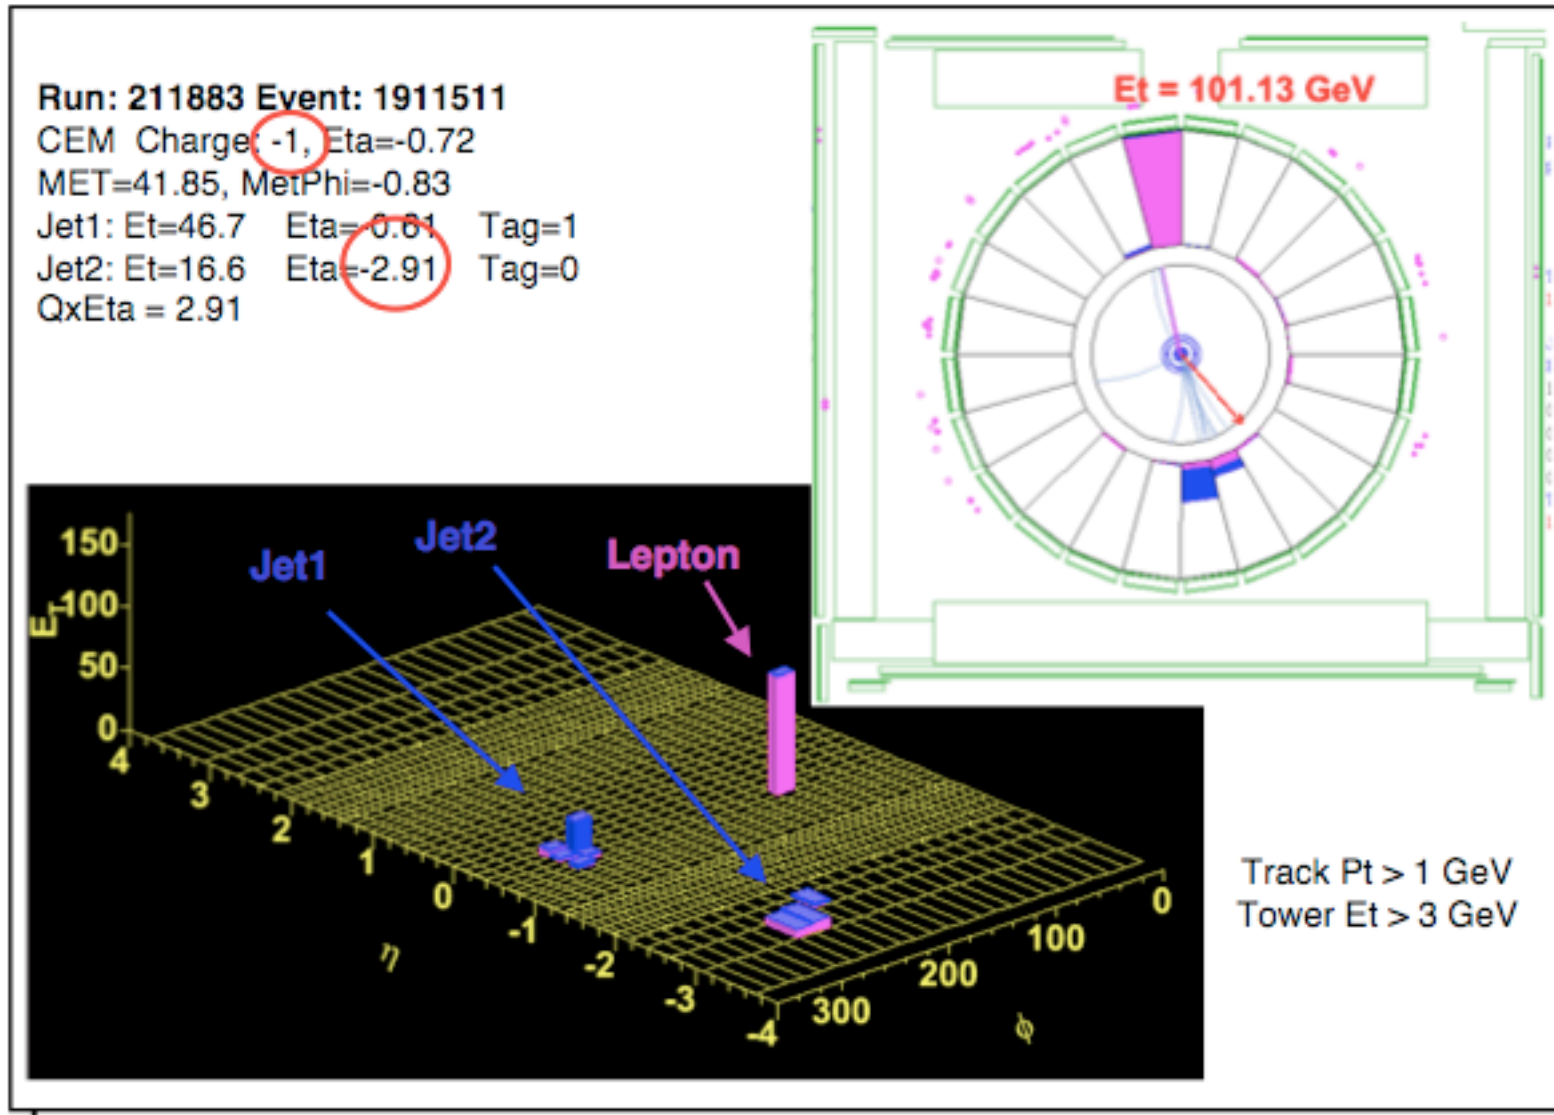 Run: 211883 Event: 1911511
CEM Charge: -1, Eta=-0.72
MET=41.85, MetPhi=-0.83
Jet1: Et=46.7 Eta=-0.61 Tag=1
Jet2: Et=16.6 Eta=-2.91 Tag=0
QxEta = 2.91
Et = 101.13 GeV
Jet1
Jet2
Lepton
150
100
50
0
ET
4
3
2
1
0
-1
-2
-3
-4
η
300
200
100
0
ϕ
Track Pt > 1 GeV
Tower Et > 3 GeV